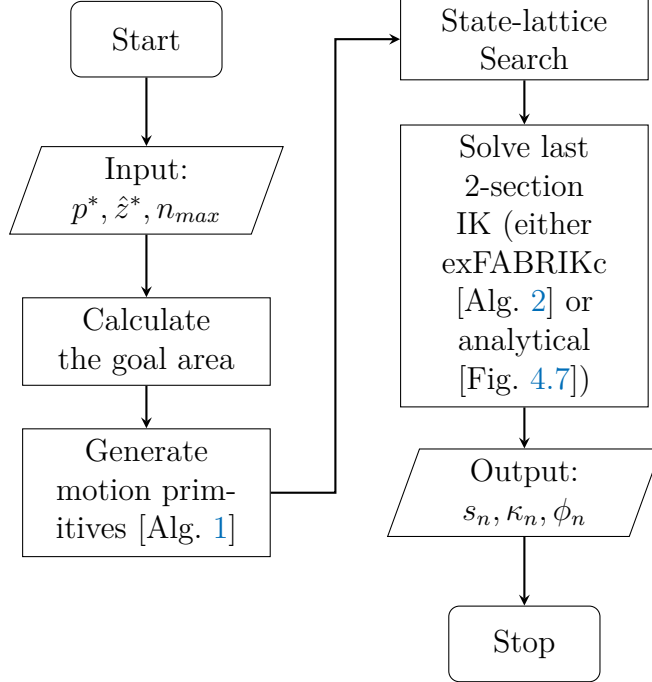 Start
Input:
p*, ẑ*, n_max
Calculate
the goal area
Generate
motion prim-
itives [Alg. 1]
State-lattice
Search
Solve last
2-section
IK (either
exFABRIKc
[Alg. 2] or
analytical
[Fig. 4.7])
Output:
s_n, κ_n, ϕ_n
Stop